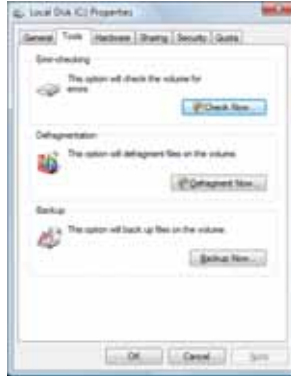 Local Disk (C:) Properties
General Tools Hardware Sharing Security Quota
Error-checking
This option will check the volume for
errors.
Check Now...
Defragmentation
This option will defragment files on the volume.
Defragment Now...
Backup
This option will back up files on the volume.
Backup Now...
OK Cancel Apply